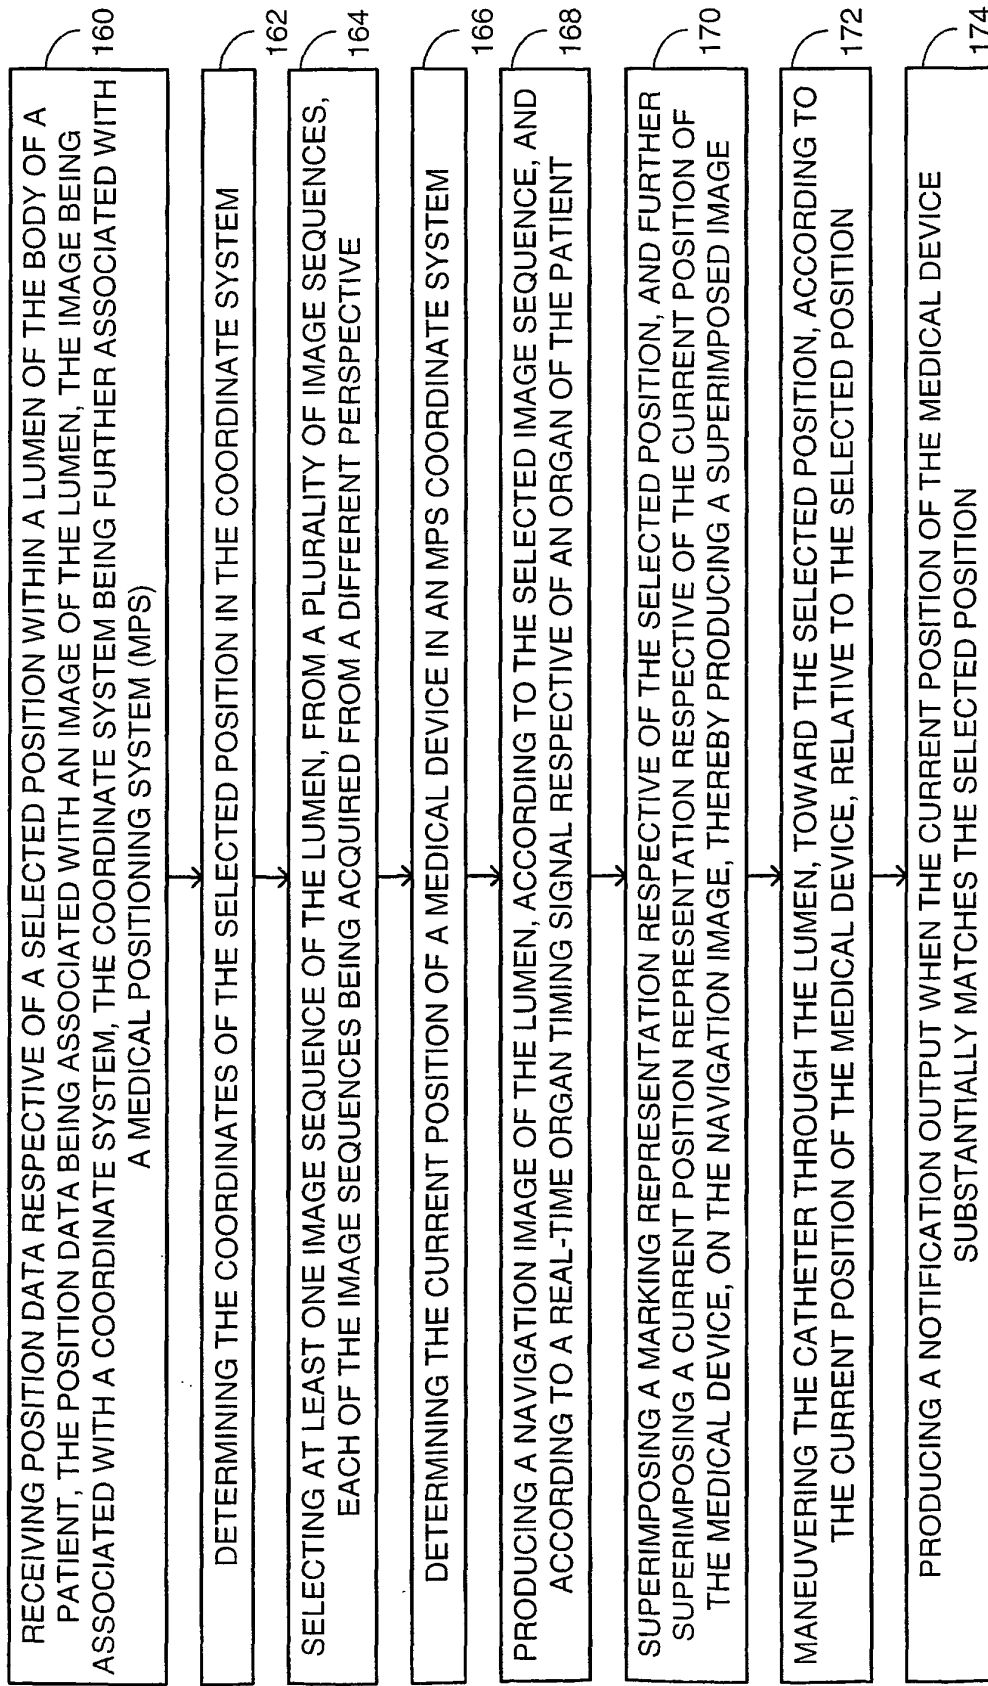 RECEIVING POSITION DATA RESPECTIVE OF A SELECTED POSITION WITHIN A LUMEN OF THE BODY OF A
PATIENT, THE POSITION DATA BEING ASSOCIATED WITH AN IMAGE OF THE LUMEN, THE IMAGE BEING
ASSOCIATED WITH A COORDINATE SYSTEM, THE COORDINATE SYSTEM BEING FURTHER ASSOCIATED WITH
A MEDICAL POSITIONING SYSTEM (MPS)
160
DETERMINING THE COORDINATES OF THE SELECTED POSITION IN THE COORDINATE SYSTEM
162
SELECTING AT LEAST ONE IMAGE SEQUENCE OF THE LUMEN, FROM A PLURALITY OF IMAGE SEQUENCES,
EACH OF THE IMAGE SEQUENCES BEING ACQUIRED FROM A DIFFERENT PERSPECTIVE
164
DETERMINING THE CURRENT POSITION OF A MEDICAL DEVICE IN AN MPS COORDINATE SYSTEM
166
PRODUCING A NAVIGATION IMAGE OF THE LUMEN, ACCORDING TO THE SELECTED IMAGE SEQUENCE, AND
ACCORDING TO A REAL-TIME ORGAN TIMING SIGNAL RESPECTIVE OF AN ORGAN OF THE PATIENT
168
SUPERIMPOSING A MARKING REPRESENTATION RESPECTIVE OF THE SELECTED POSITION, AND FURTHER
SUPERIMPOSING A CURRENT POSITION REPRESENTATION RESPECTIVE OF THE CURRENT POSITION OF
THE MEDICAL DEVICE, ON THE NAVIGATION IMAGE, THEREBY PRODUCING A SUPERIMPOSED IMAGE
170
MANEUVERING THE CATHETER THROUGH THE LUMEN, TOWARD THE SELECTED POSITION, ACCORDING TO
THE CURRENT POSITION OF THE MEDICAL DEVICE, RELATIVE TO THE SELECTED POSITION
172
PRODUCING A NOTIFICATION OUTPUT WHEN THE CURRENT POSITION OF THE MEDICAL DEVICE
SUBSTANTIALLY MATCHES THE SELECTED POSITION
174